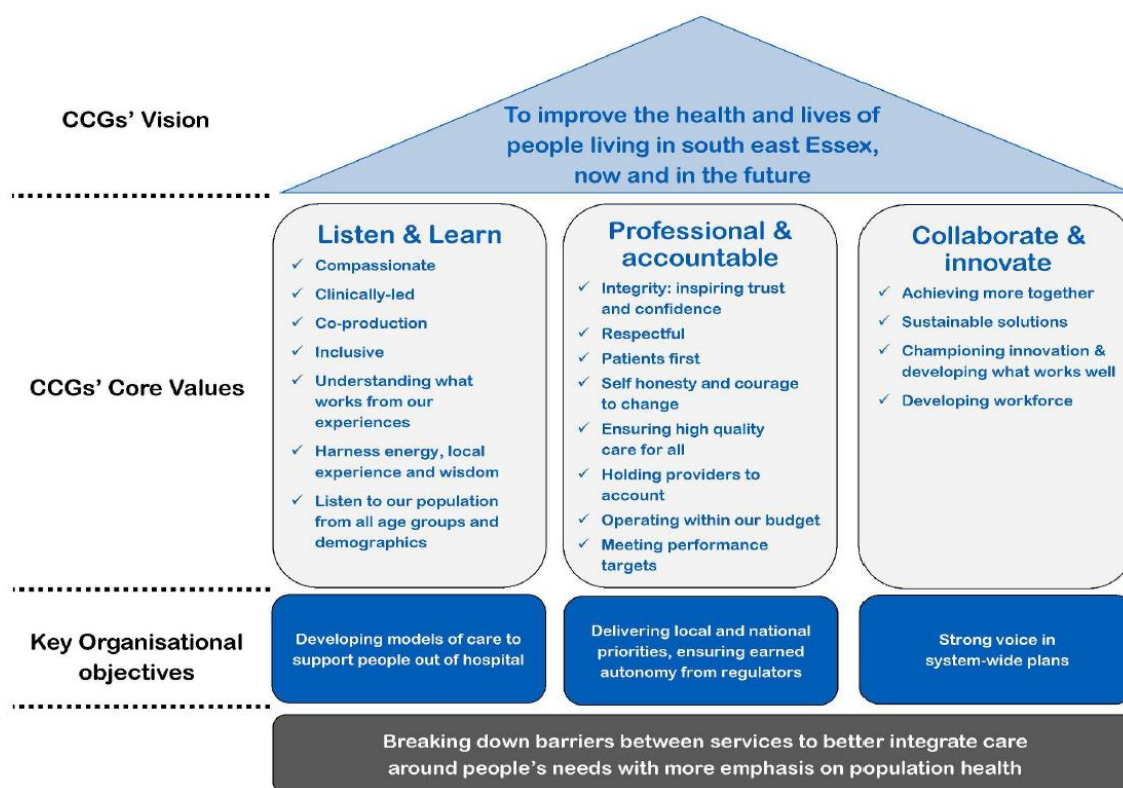 CCGs' Vision
To improve the health and lives of
people living in south east Essex,
now and in the future
CCGs' Core Values
Listen & Learn
✓ Compassionate
✓ Clinically-led
✓ Co-production
✓ Inclusive
✓ Understanding what
works from our
experiences
✓ Harness energy, local
experience and wisdom
✓ Listen to our population
from all age groups and
demographics
Professional &
accountable
✓ Integrity: inspiring trust
and confidence
✓ Respectful
✓ Patients first
✓ Self honesty and courage
to change
✓ Ensuring high quality
care for all
✓ Holding providers to
account
✓ Operating within our budget
✓ Meeting performance
targets
Collaborate &
innovate
✓ Achieving more together
✓ Sustainable solutions
✓ Championing innovation &
developing what works well
✓ Developing workforce
Key Organisational
objectives
Developing models of care to
support people out of hospital
Delivering local and national
priorities, ensuring earned
autonomy from regulators
Strong voice in
system-wide plans
Breaking down barriers between services to better integrate care
around people's needs with more emphasis on population health